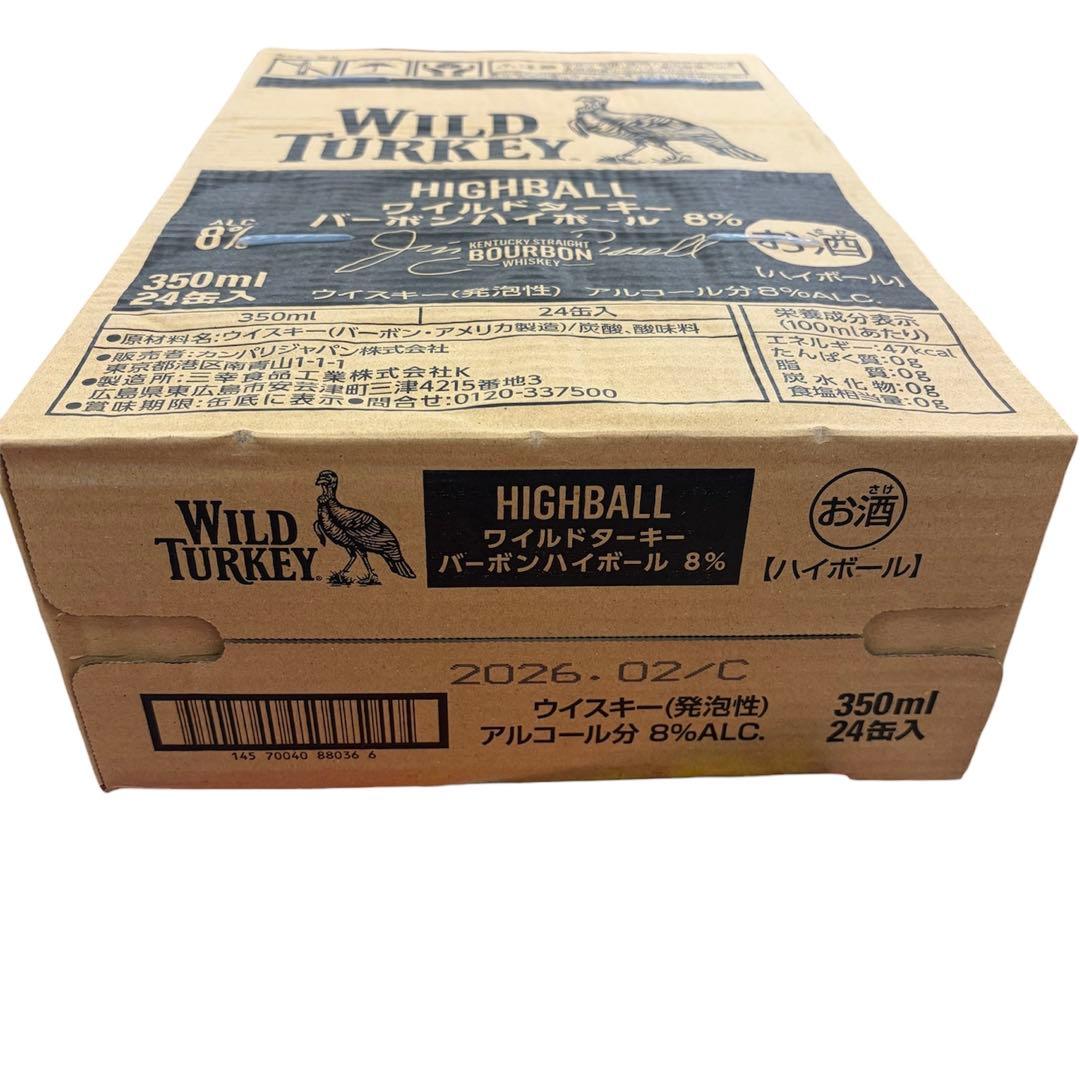 WILD
TURKEY
HIGHBALL
ワイルドターキー
バーボンハイボール 8%
ALC
8%
お酒
Jim Russell
KENTUCKY STRAIGHT
BOURBON
WHISKEY
【ハイボール】
350ml
24缶入
ウイスキー(発泡性) アルコール分8%ALC.
350ml 24缶入
●原材料名:ウイスキー(バーボン・アメリカ製造)/炭酸、酸味料
●販売者:カンパリジャパン株式会社
東京都港区南青山1-1-1
●製造所:三幸食品工業株式会社K
広島県東広島市安芸津町三津4215番地3
●賞味期限:缶底に表示●問合せ:0120-337500
栄養成分表示
(100mlあたり)
エネルギー:47kcal
たんぱく質:0g
脂質:0g
炭水化物:0g
食塩相当量:0g
WILD
TURKEY®
HIGHBALL
ワイルドターキー
バーボンハイボール 8%
さけ
お酒
【ハイボール】
2026.02/C
ウイスキー(発泡性)
アルコール分 8%ALC.
350ml
24缶入
145 70040 88036 6